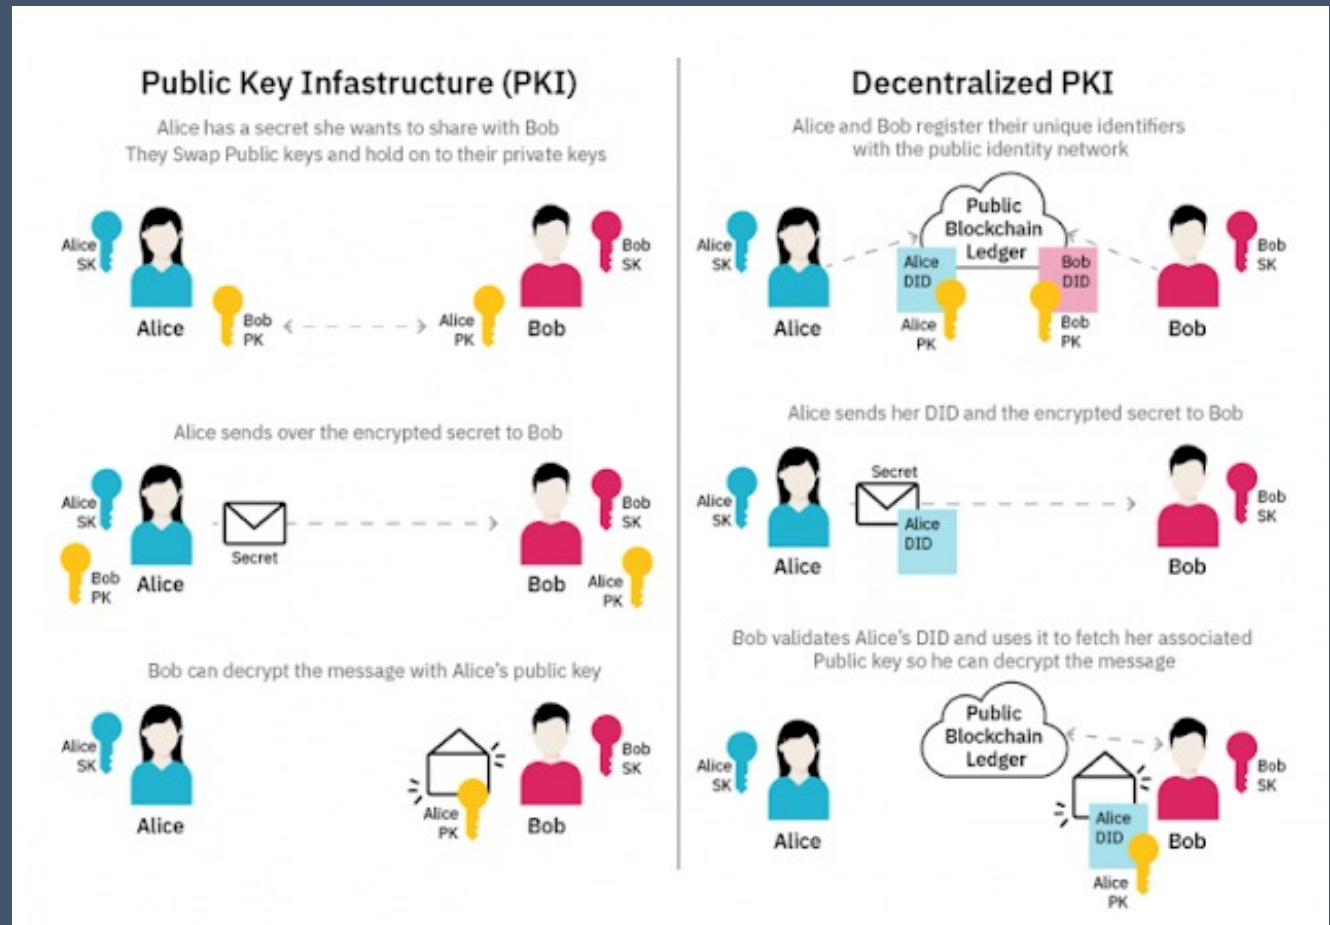 Public Key Infastructure (PKI)
Alice has a secret she wants to share with Bob
They Swap Public keys and hold on to their private keys
Alice
SK
Alice
Bob
PK
Alice
PK
Bob
Bob
SK
Alice sends over the encrypted secret to Bob
Alice
SK
Bob
PK
Alice
Secret
Bob
Bob
SK
Alice
PK
Bob can decrypt the message with Alice's public key
Alice
SK
Alice
Alice
PK
Bob
Bob
SK
Decentralized PKI
Alice and Bob register their unique identifiers
with the public identity network
Public
Blockchain
Ledger
Alice
SK
Alice
Alice
DID
Alice
PK
Bob
DID
Bob
PK
Bob
Bob
SK
Alice sends her DID and the encrypted secret to Bob
Alice
SK
Alice
Secret
Alice
DID
Bob
Bob
SK
Bob validates Alice's DID and uses it to fetch her associated
Public key so he can decrypt the message
Public
Blockchain
Ledger
Alice
SK
Alice
Alice
DID
Alice
PK
Bob
Bob
SK